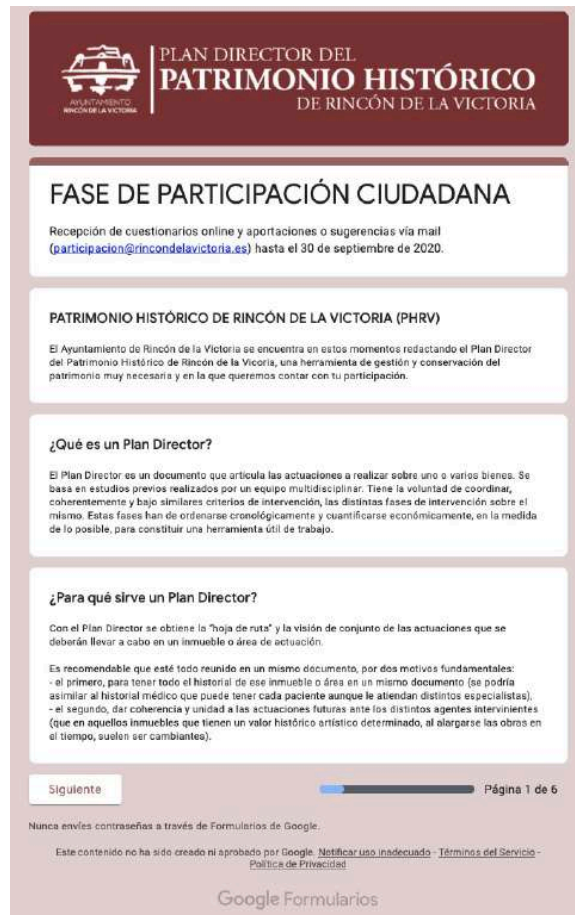 PLAN DIRECTOR DEL
PATRIMONIO HISTÓRICO
DE RINCÓN DE LA VICTORIA
AYUNTAMIENTO
RINCÓN DE LA VICTORIA
FASE DE PARTICIPACIÓN CIUDADANA
Recepción de cuestionarios online y aportaciones o sugerencias vía mail
(participacion@rincondelavictoria.es) hasta el 30 de septiembre de 2020.
PATRIMONIO HISTÓRICO DE RINCÓN DE LA VICTORIA (PHRV)
El Ayuntamiento de Rincón de la Victoria se encuentra en estos momentos redactando el Plan Director
del Patrimonio Histórico de Rincón de la Vicoria, una herramienta de gestión y conservación del
patrimonio muy necesaria y en la que queremos contar con tu participación.
¿Qué es un Plan Director?
El Plan Director es un documento que articula las actuaciones a realizar sobre uno o varios bienes. Se
basa en estudios previos realizados por un equipo multidisciplinar. Tiene la voluntad de coordinar,
coherentemente y bajo similares criterios de intervención, las distintas fases de intervención sobre el
mismo. Estas fases han de ordenarse cronológicamente y cuantificarse económicamente, en la medida
de lo posible, para constituir una herramienta útil de trabajo.
¿Para qué sirve un Plan Director?
Con el Plan Director se obtiene la "hoja de ruta" y la visión de conjunto de las actuaciones que se
deberán llevar a cabo en un inmueble o área de actuación.
Es recomendable que esté todo reunido en un mismo documento, por dos motivos fundamentales:
- el primero, para tener todo el historial de ese inmueble o área en un mismo documento (se podría
asimilar al historial médico que puede tener cada paciente aunque le atiendan distintos especialistas),
- el segundo, dar coherencia y unidad a las actuaciones futuras ante los distintos agentes intervinientes
(que en aquellos inmuebles que tienen un valor histórico artístico determinado, al alargarse las obras en
el tiempo, suelen ser cambiantes).
Siguiente
Página 1 de 6
Nunca envíes contraseñas a través de Formularios de Google.
Este contenido no ha sido creado ni aprobado por Google. Notificar uso inadecuado - Términos del Servicio -
Política de Privacidad
Google Formularios